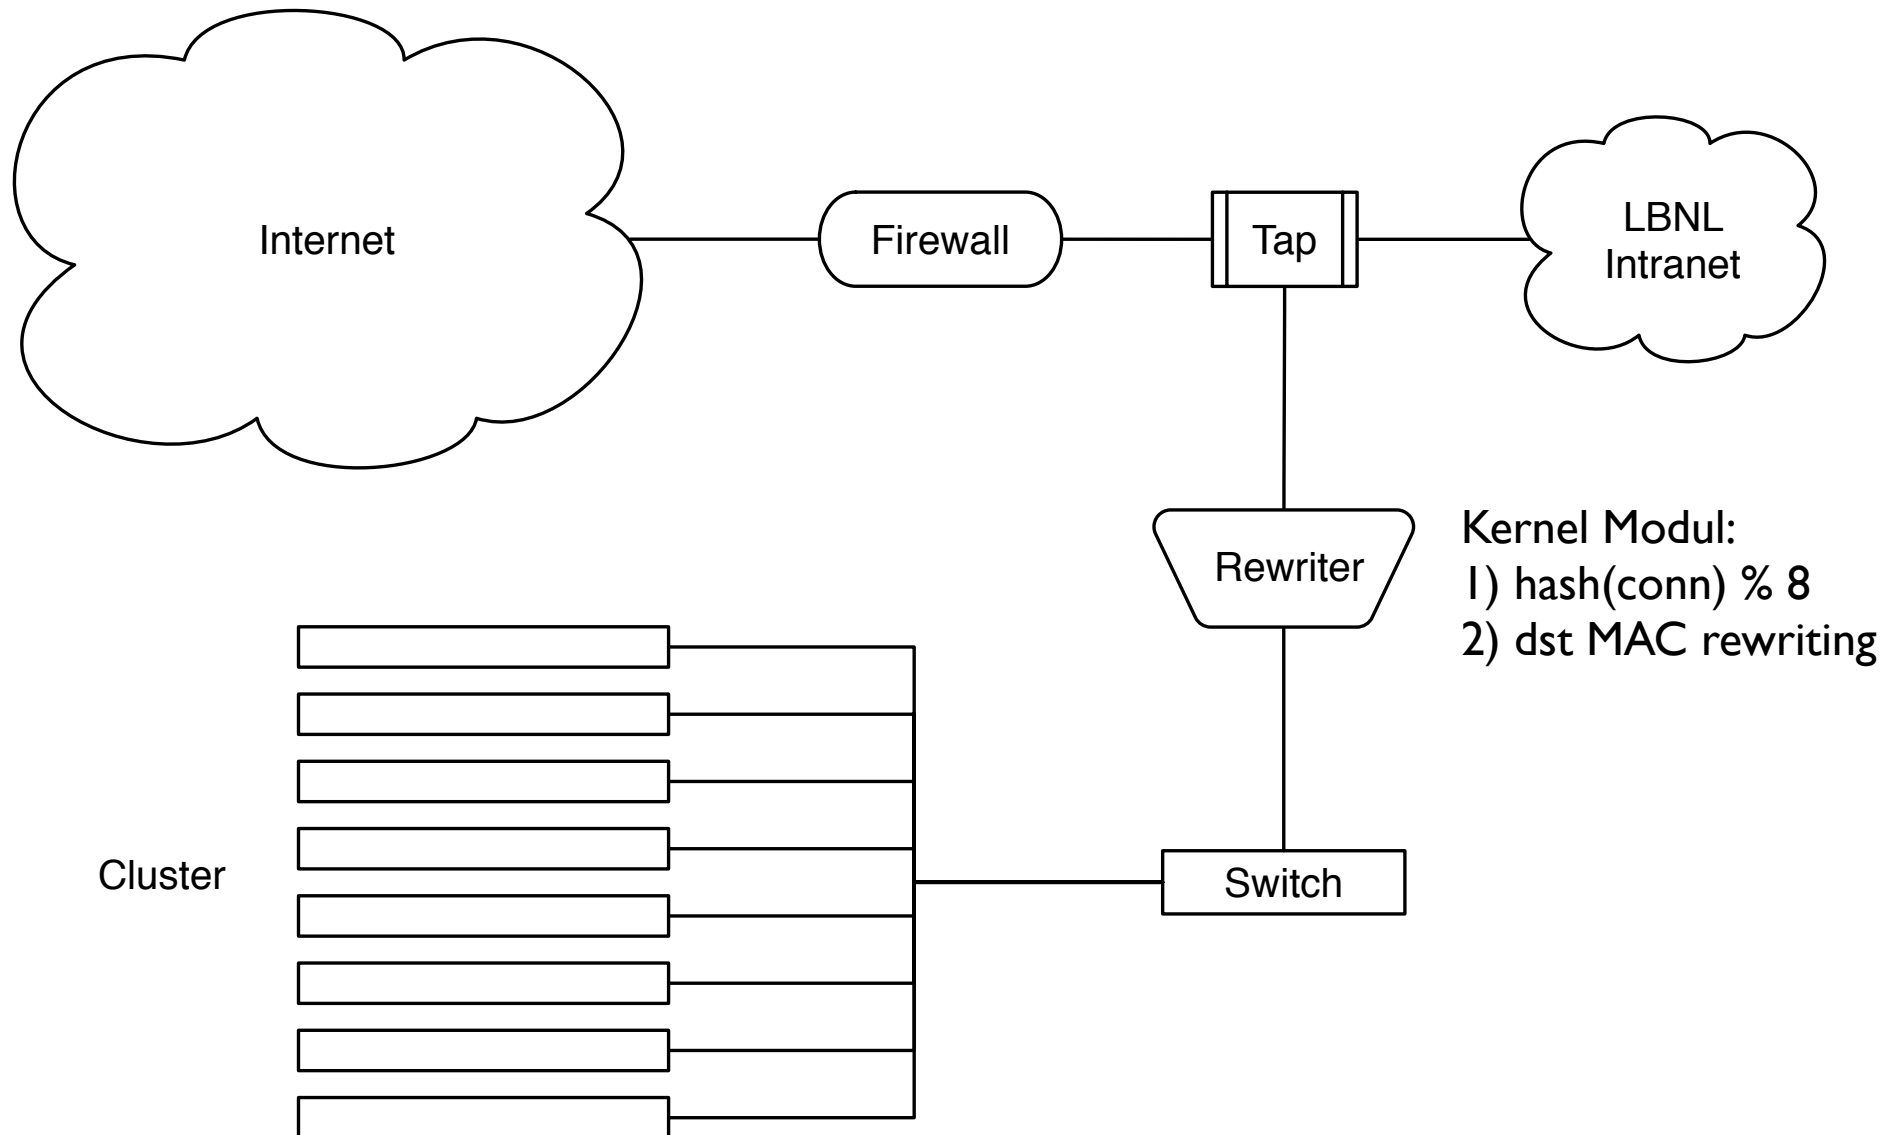 Internet
Firewall
Tap
LBNL
Intranet
Rewriter
Kernel Modul:
1) hash(conn) % 8
2) dst MAC rewriting
Cluster
Switch